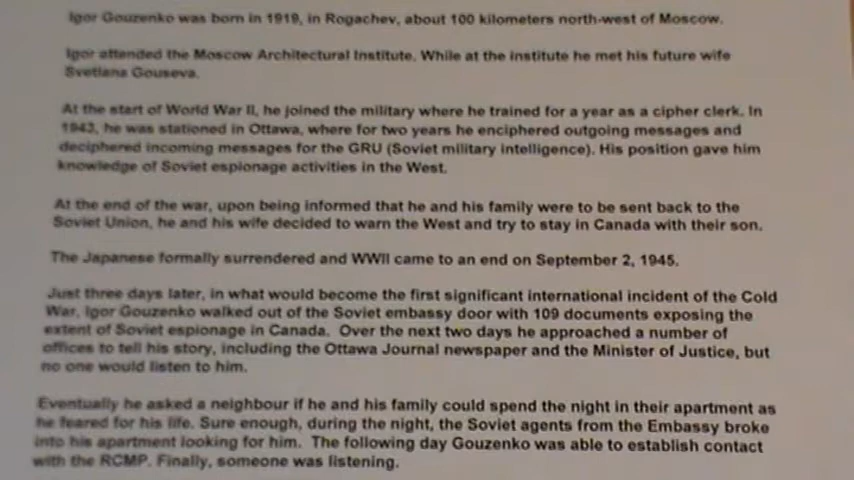 Igor Gouzenko was born in 1919, in Rogachev, about 100 kilometers north-west of Moscow.
Igor attended the Moscow Architectural Institute. While at the institute he met his future wife
Svetlana Gouseva.
At the start of World War II, he joined the military where he trained for a year as a cipher clerk. In
1943, he was stationed in Ottawa, where for two years he enciphered outgoing messages and
deciphered incoming messages for the GRU (Soviet military intelligence). His position gave him
knowledge of Soviet espionage activities in the West.
At the end of the war, upon being informed that he and his family were to be sent back to the
Soviet Union, he and his wife decided to warn the West and try to stay in Canada with their son.
The Japanese formally surrendered and WWII came to an end on September 2, 1945.
Just three days later, in what would become the first significant international incident of the Cold
War, Igor Gouzenko walked out of the Soviet embassy door with 109 documents exposing the
extent of Soviet espionage in Canada. Over the next two days he approached a number of
offices to tell his story, including the Ottawa Journal newspaper and the Minister of Justice, but
no one would listen to him.
Eventually he asked a neighbour if he and his family could spend the night in their apartment as
he feared for his life. Sure enough, during the night, the Soviet agents from the Embassy broke
into his apartment looking for him. The following day Gouzenko was able to establish contact
with the RCMP. Finally, someone was listening.